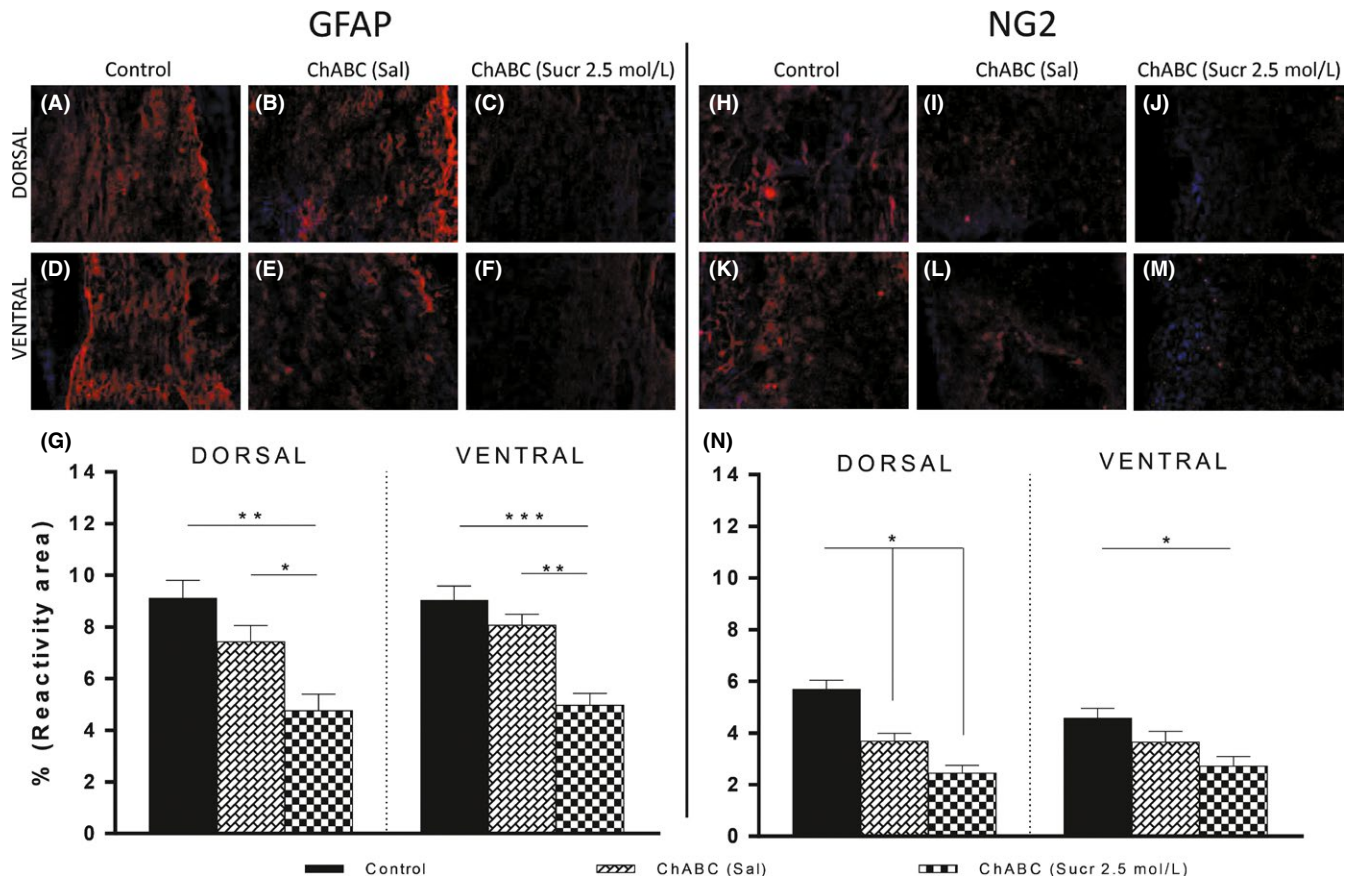 GFAP
NG2
Control
ChABC (Sal)
ChABC (Sucr 2.5 mol/L)
Control
ChABC (Sal)
ChABC (Sucr 2.5 mol/L)
DORSAL
(A)
(B)
(C)
(H)
(I)
(J)
VENTRAL
(D)
(E)
(F)
(K)
(L)
(M)
(G)
DORSAL
VENTRAL
% (Reactivity area)
14
12
10
8
6
4
2
0
**
*
***
**
(N)
DORSAL
VENTRAL
14
12
10
8
6
4
2
0
*
*
Control
ChABC (Sal)
ChABC (Sucr 2.5 mol/L)